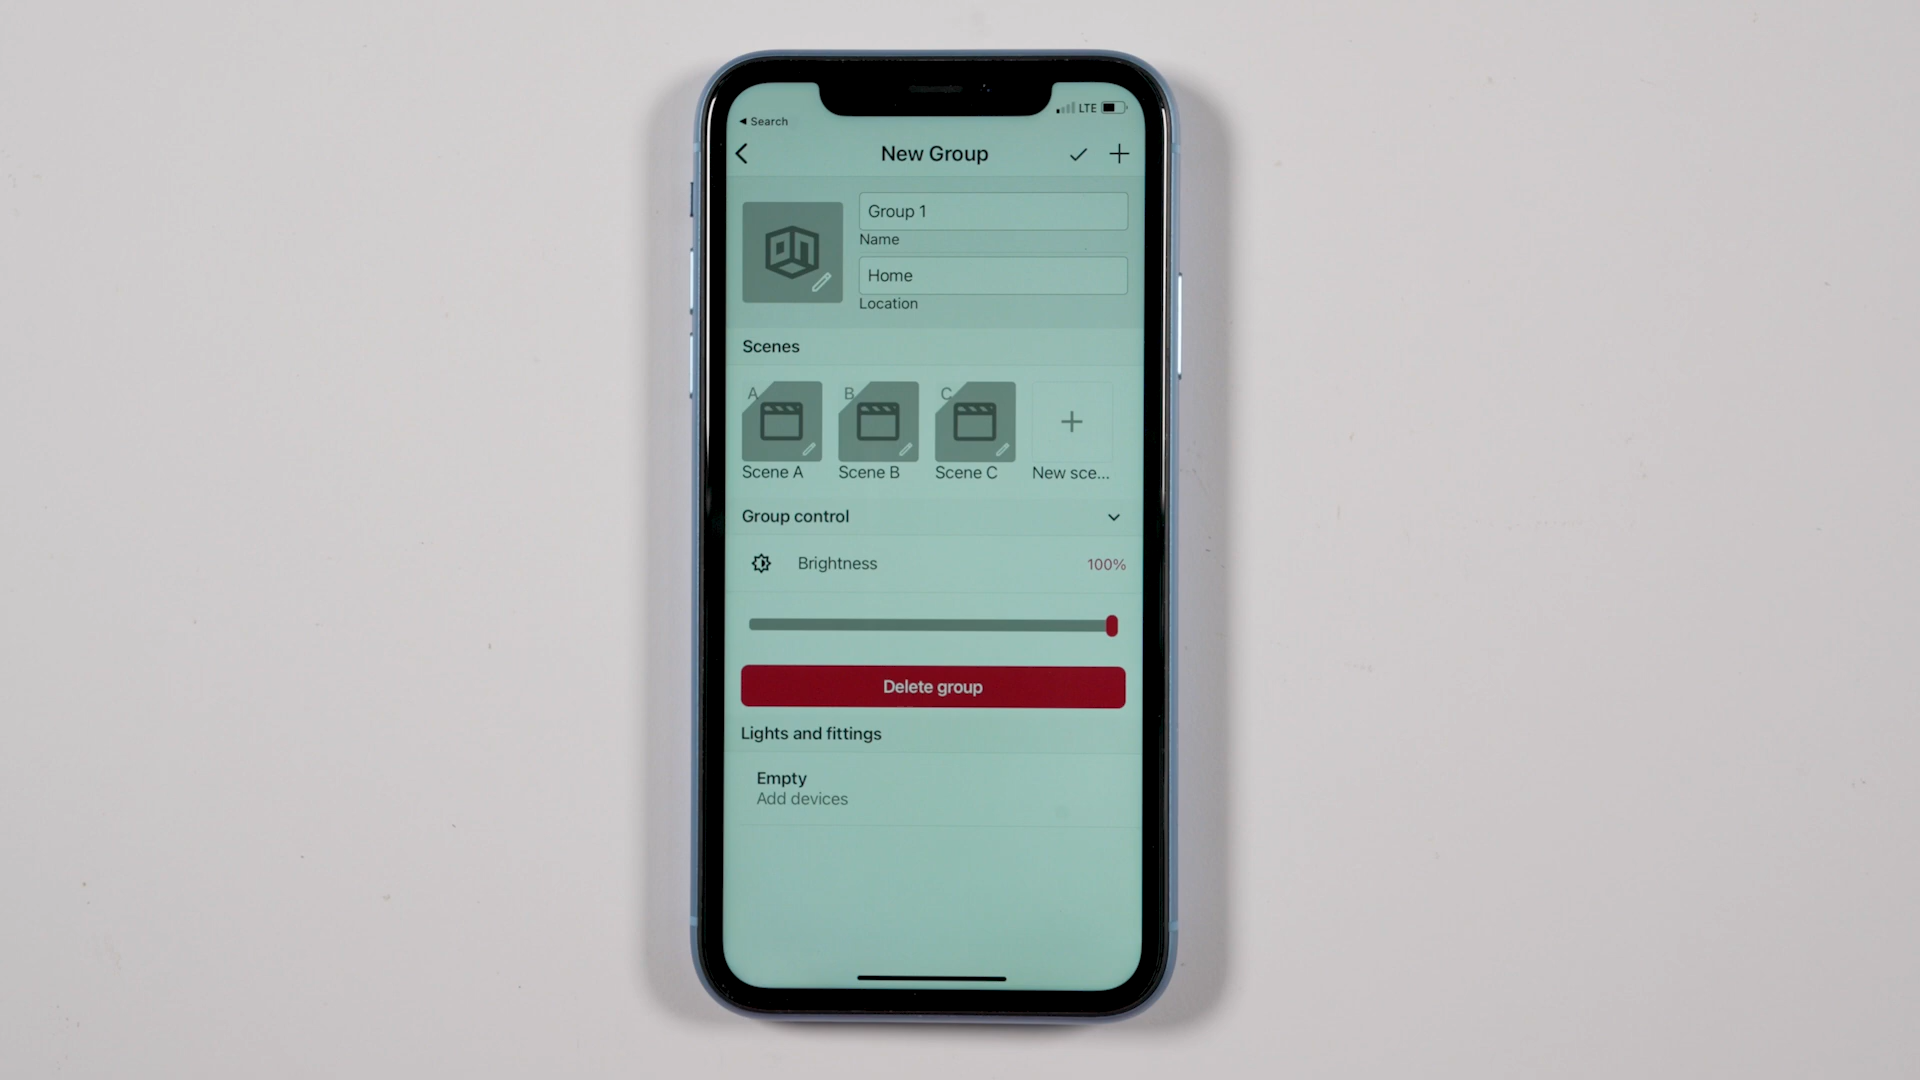 LTE
Search
New Group
Group 1
Name
Home
Location
Scenes
A
B
C
Scene A
Scene B
Scene C
New sce...
Group control
Brightness
100%
Delete group
Lights and fittings
Empty
Add devices